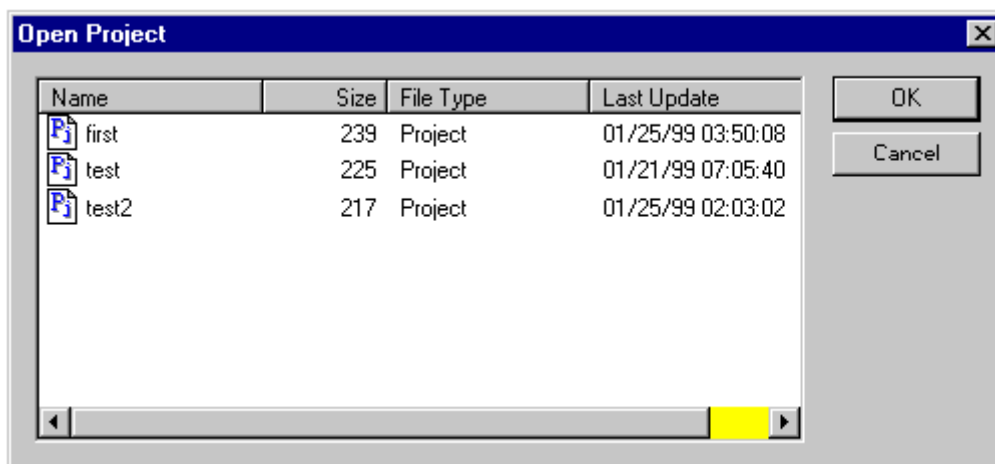 Open Project
Name Size File Type Last Update
first 239 Project 01/25/99 03:50:08
test 225 Project 01/21/99 07:05:40
test2 217 Project 01/25/99 02:03:02
OK
Cancel